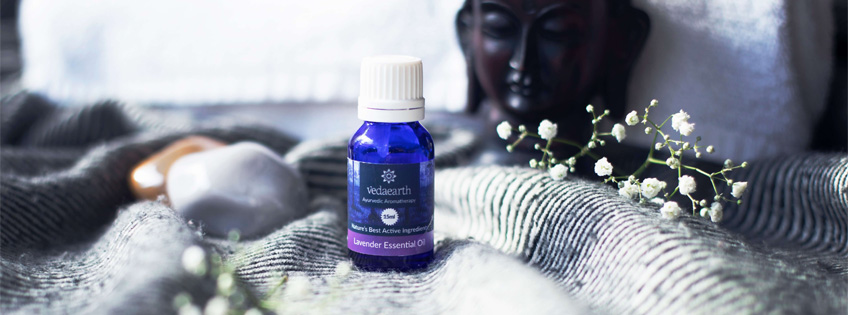 vedaearth
Ayurvedic Aromatherapy
15ml
Nature's Best Active Ingredients
Lavender Essential Oil